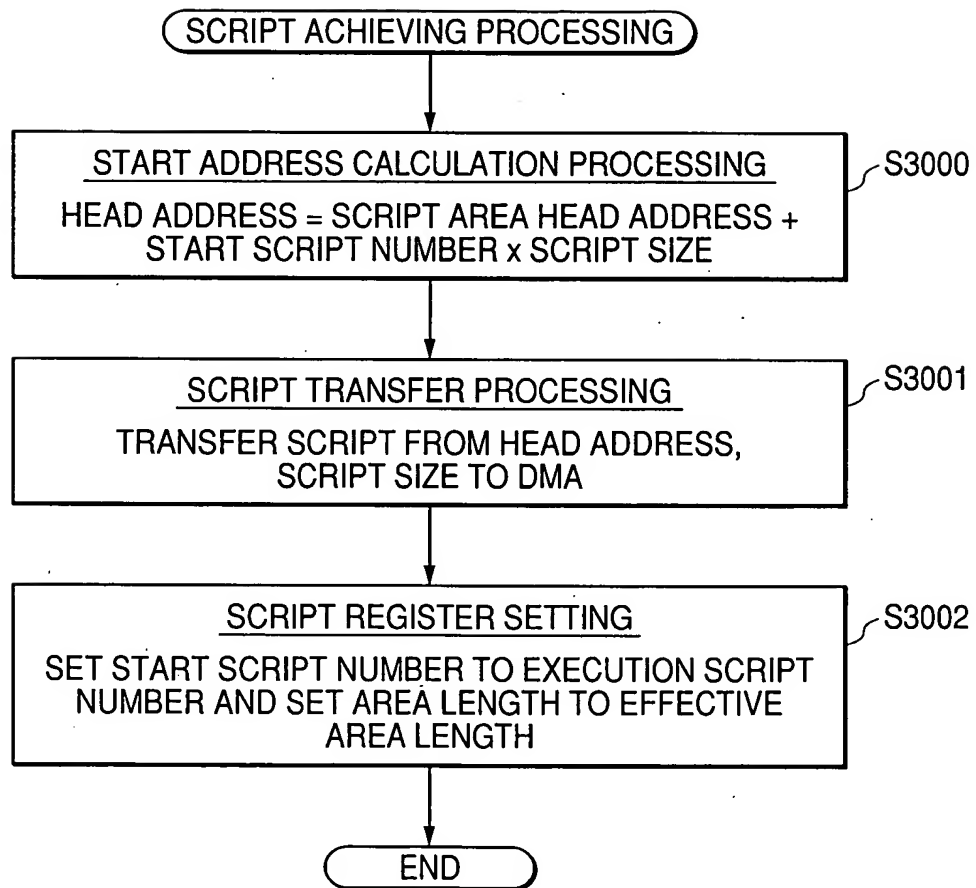 SCRIPT ACHIEVING PROCESSING
START ADDRESS CALCULATION PROCESSING
S3000
HEAD ADDRESS = SCRIPT AREA HEAD ADDRESS +
START SCRIPT NUMBER x SCRIPT SIZE
SCRIPT TRANSFER PROCESSING
S3001
TRANSFER SCRIPT FROM HEAD ADDRESS,
SCRIPT SIZE TO DMA
SCRIPT REGISTER SETTING
S3002
SET START SCRIPT NUMBER TO EXECUTION SCRIPT
NUMBER AND SET AREA LENGTH TO EFFECTIVE
AREA LENGTH
END